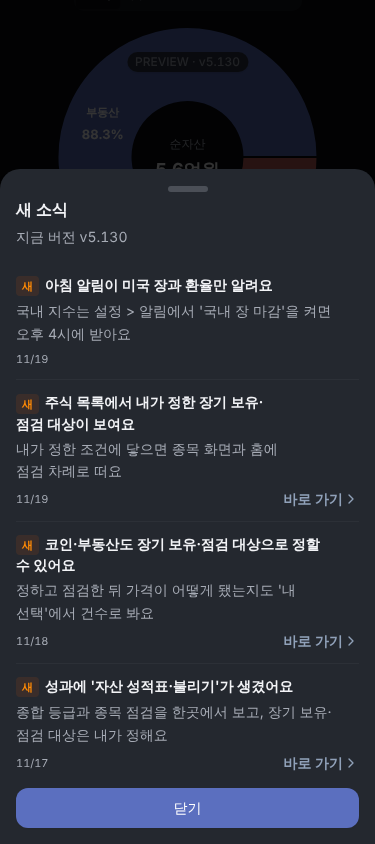 PREVIEW · v5.130
부동산
88.3%
순자산
5.6억원
새 소식
지금 버전 v5.130
새 아침 알림이 미국 장과 환율만 알려요
국내 지수는 설정 > 알림에서 '국내 장 마감'을 켜면
오후 4시에 받아요
11/19
새 주식 목록에서 내가 정한 장기 보유·
점검 대상이 보여요
내가 정한 조건에 닿으면 종목 화면과 홈에
점검 차례로 떠요
11/19 바로 가기 >
새 코인·부동산도 장기 보유·점검 대상으로 정할
수 있어요
정하고 점검한 뒤 가격이 어떻게 됐는지도 '내
선택'에서 건수로 봐요
11/18 바로 가기 >
새 성과에 '자산 성적표·불리기'가 생겼어요
종합 등급과 종목 점검을 한곳에서 보고, 장기 보유·
점검 대상은 내가 정해요
11/17 바로 가기 >
닫기